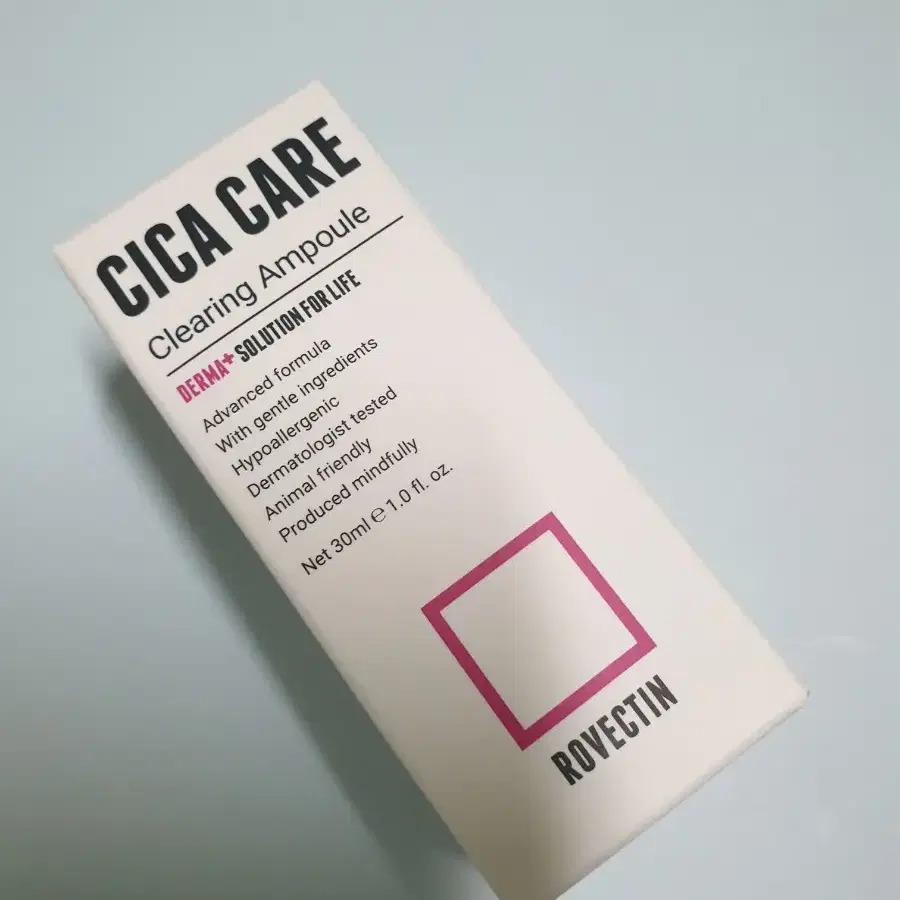 CICA CARE
Clearing Ampoule
DERMA+ SOLUTION FOR LIFE
Advanced formula
With gentle ingredients
Hypoallergenic
Dermatologist tested
Animal friendly
Produced mindfully
Net 30ml ℮ 1.0 fl. oz.
ROVECTIN